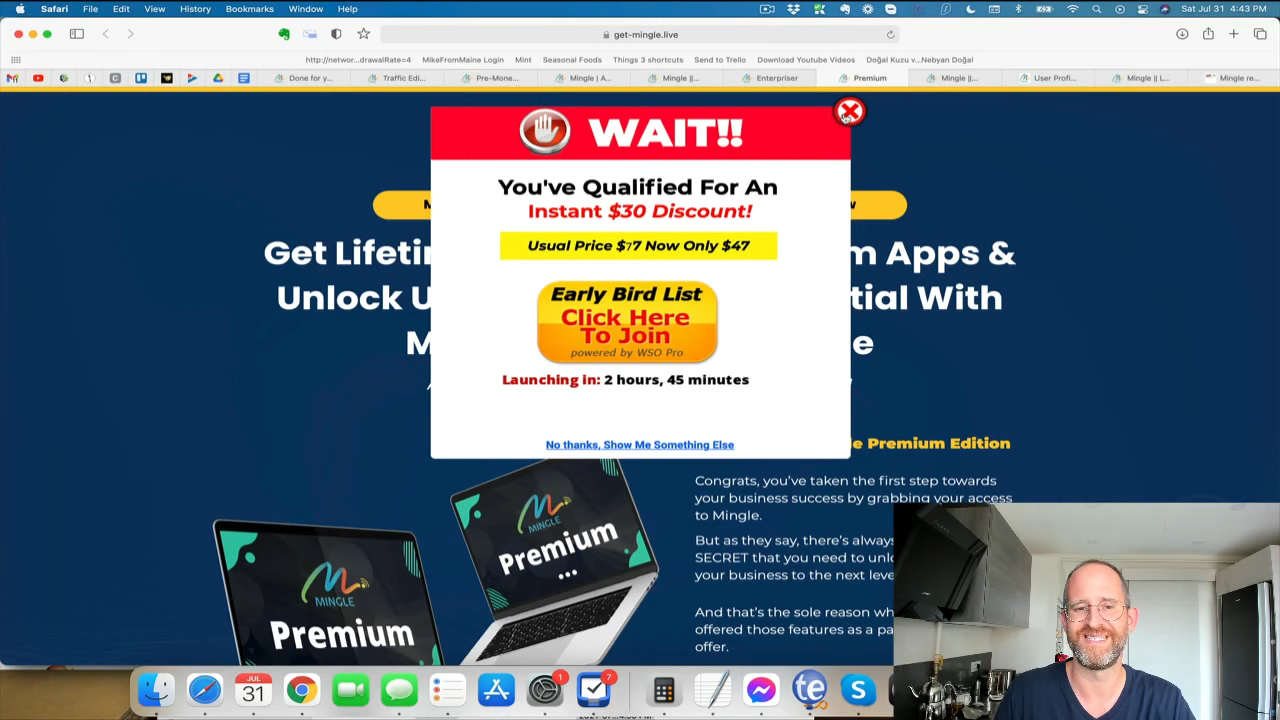 Safari File Edit View History Bookmarks Window Help Sat Jul 31 4:43 PM
get-mingle.live
http://networ...drawalRate=4 MikeFromMaine Login Mint Seasonal Foods Things 3 shortcuts Send to Trello Download Youtube Videos Doğal Kuzu v...Nebyan Doğal
Done for y... Traffic Edi... Pre-Mone... Mingle | A... Mingle ||... Enterpriser Premium Mingle ||... User Profi... Mingle || L... Mingle re...
WAIT!!
You've Qualified For An
Instant $30 Discount!
Usual Price $77 Now Only $47
Early Bird List
Click Here
To Join
powered by WSO Pro
Launching in: 2 hours, 45 minutes
No thanks, Show Me Something Else
Get Lifeti m Apps &
Unlock U tial With
M e
e Premium Edition
Congrats, you've taken the first step towards
your business success by grabbing your access
to Mingle.
But as they say, there's always
SECRET that you need to unl
your business to the next leve
And that's the sole reason wh
offered those features as a pa
offer.
MINGLE
Premium
MINGLE
Premium
...
JUL
31
1
7
te